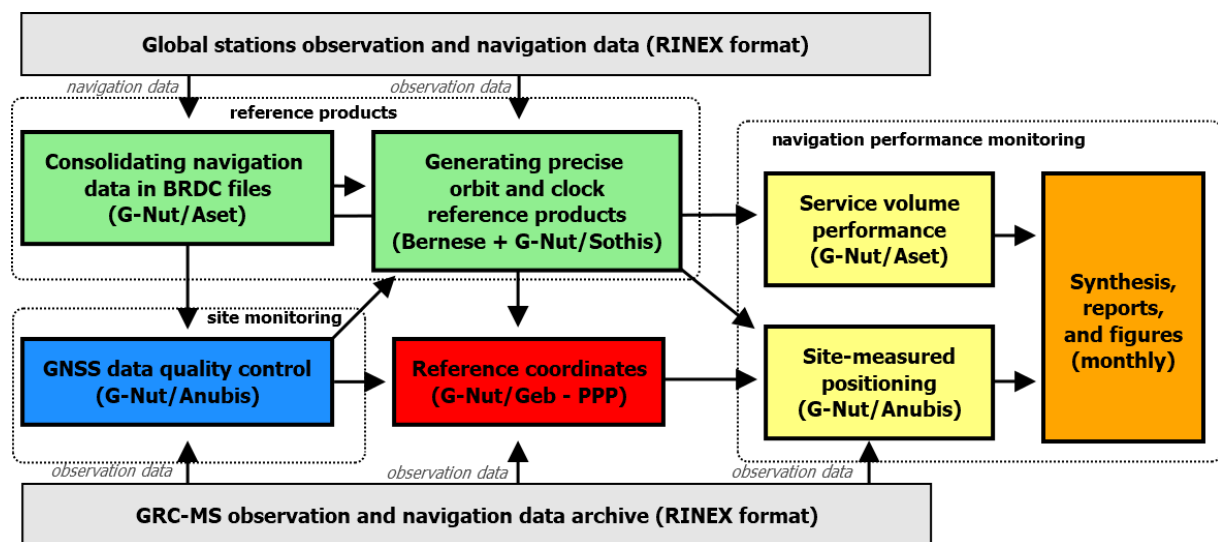 Global stations observation and navigation data (RINEX format)
navigation data
observation data
reference products
Consolidating navigation
data in BRDC files
(G-Nut/Aset)
Generating precise
orbit and clock
reference products
(Bernese + G-Nut/Sothis)
navigation performance monitoring
Service volume
performance
(G-Nut/Aset)
Synthesis,
reports,
and figures
(monthly)
site monitoring
GNSS data quality control
(G-Nut/Anubis)
Reference coordinates
(G-Nut/Geb - PPP)
Site-measured
positioning
(G-Nut/Anubis)
observation data
observation data
observation data
GRC-MS observation and navigation data archive (RINEX format)